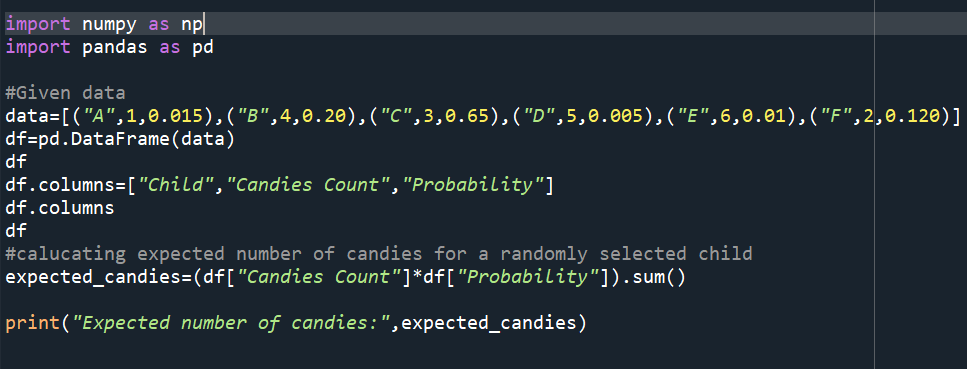 import numpy as np
import pandas as pd
#Given data
data=[("A",1,0.015),("B",4,0.20),("C",3,0.65),("D",5,0.005),("E",6,0.01),("F",2,0.120)]
df=pd.DataFrame(data)
df
df.columns=["Child","Candies Count","Probability"]
df.columns
df
#calucating expected number of candies for a randomly selected child
expected_candies=(df["Candies Count"]*df["Probability"]).sum()
print("Expected number of candies:",expected_candies)